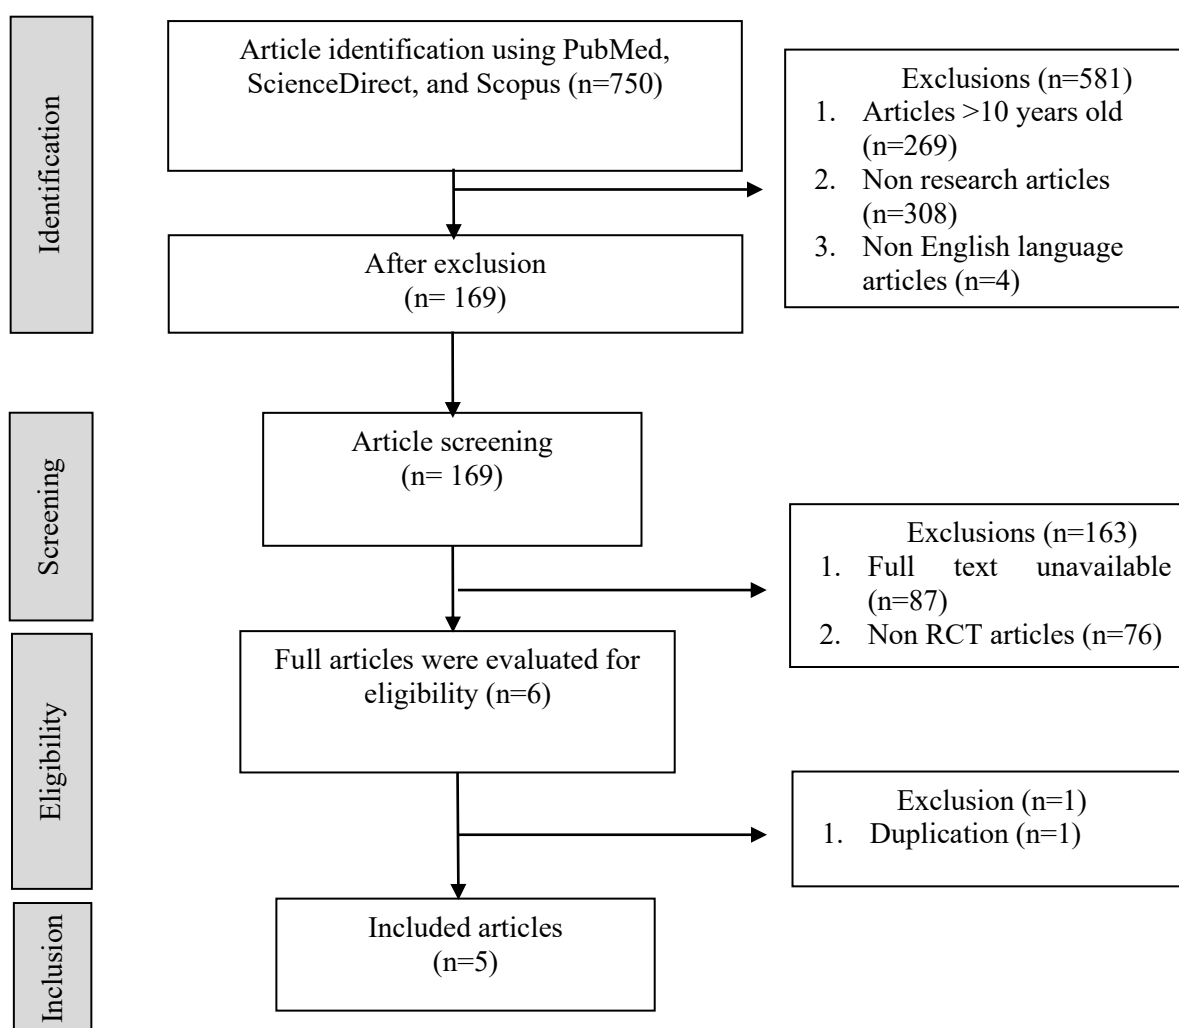 Identification
Article identification using PubMed,
ScienceDirect, and Scopus (n=750)
Exclusions (n=581)
1. Articles >10 years old
(n=269)
2. Non research articles
(n=308)
3. Non English language
articles (n=4)
After exclusion
(n= 169)
Screening
Article screening
(n= 169)
Exclusions (n=163)
1. Full text unavailable
(n=87)
2. Non RCT articles (n=76)
Eligibility
Full articles were evaluated for
eligibility (n=6)
Exclusion (n=1)
1. Duplication (n=1)
Inclusion
Included articles
(n=5)